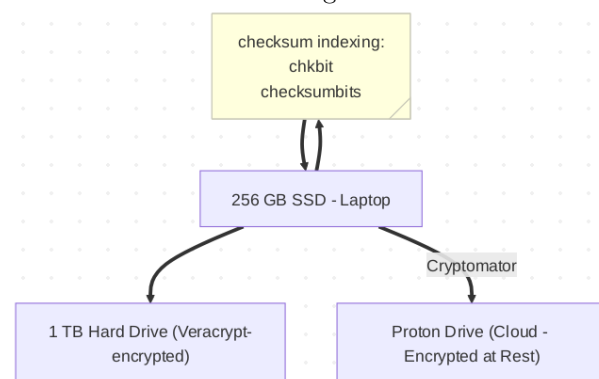 checksum indexing:
chkbit
checksumbits
256 GB SSD - Laptop
Cryptomator
1 TB Hard Drive (Veracrypt-
encrypted)
Proton Drive (Cloud -
Encrypted at Rest)